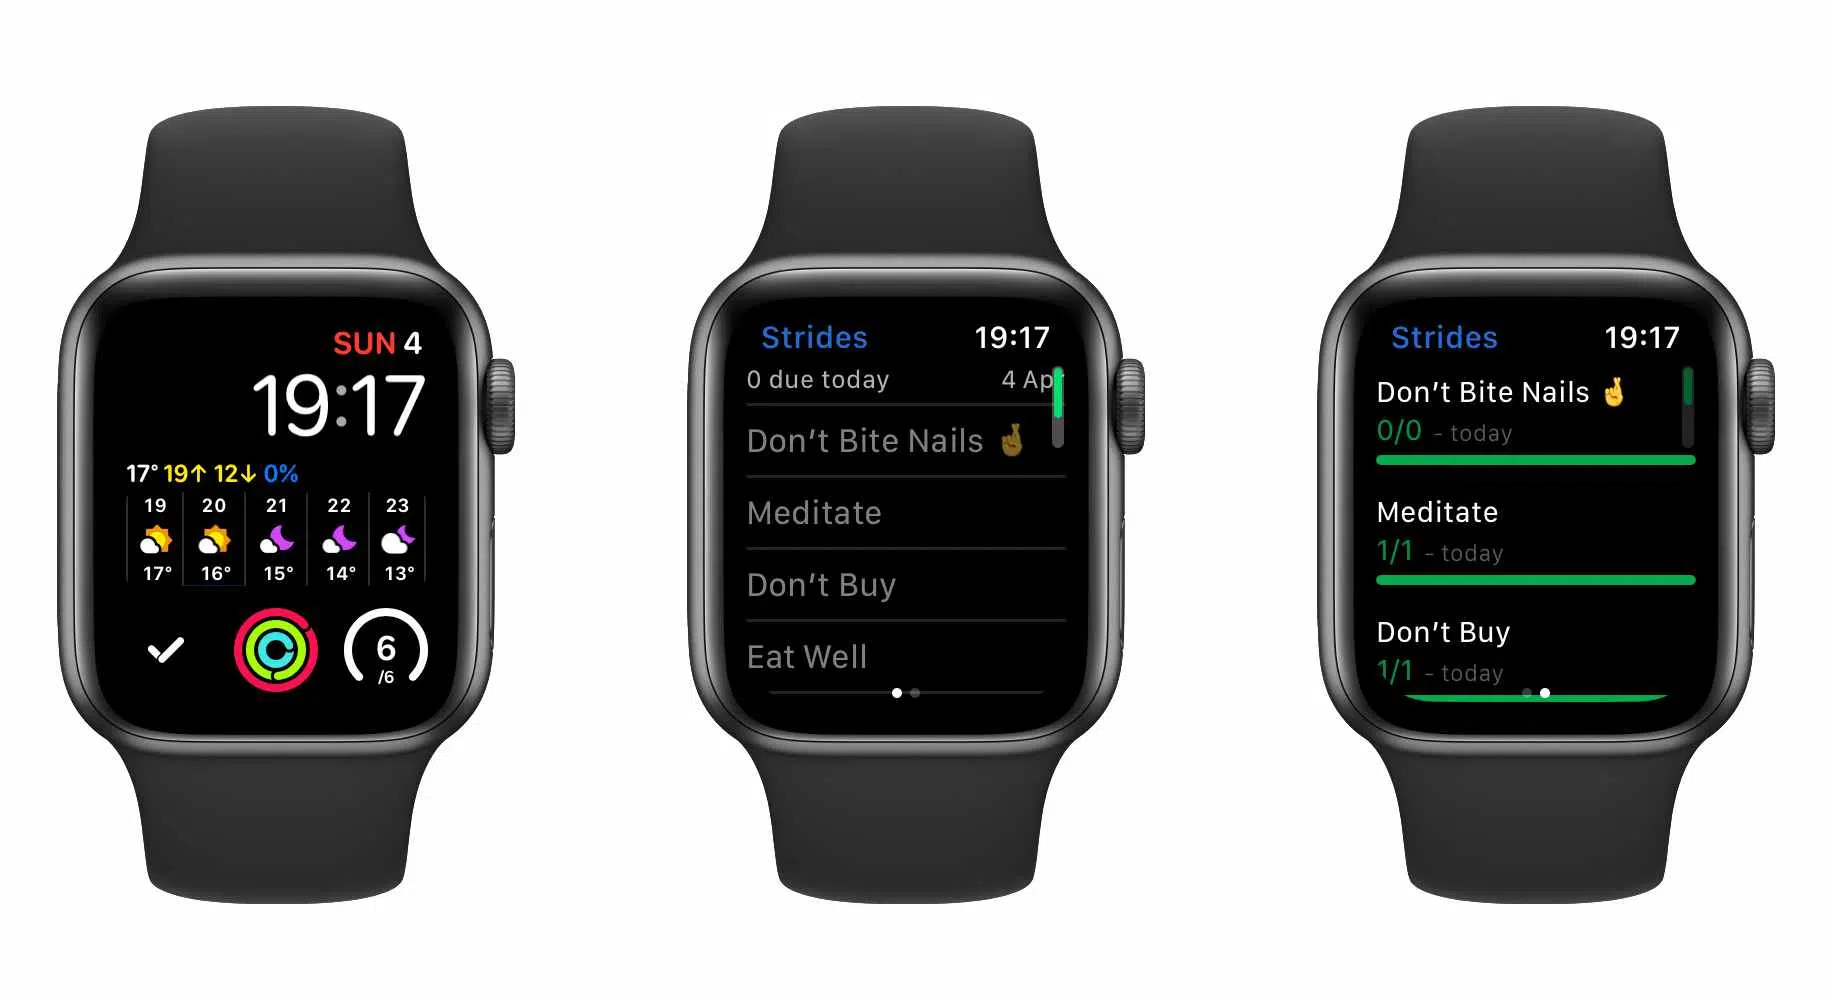 SUN 4
19:17
17° 19↑ 12↓ 0%
19 20 21 22 23
17° 16° 15° 14° 13°
6
/6
Strides 19:17
0 due today 4 Apr
Don’t Bite Nails 🤞
Meditate
Don’t Buy
Eat Well
Strides 19:17
Don’t Bite Nails 🤞
0/0 - today
Meditate
1/1 - today
Don’t Buy
1/1 - today